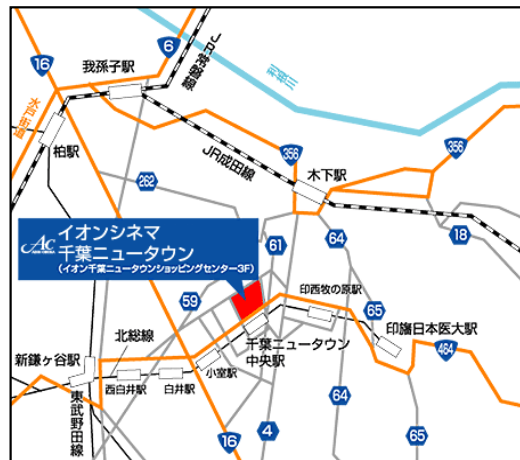 16
6
我孫子駅
JR常磐線
利根川
水戸街道
柏駅
JR成田線
356
356
木下駅
262
18
61
64
イオンシネマ
千葉ニュータウン
(イオン千葉ニュータウンショッピングセンター3F)
59
印西牧の原駅
65
印旛日本医大駅
千葉ニュータウン
中央駅
464
北総線
新鎌ヶ谷駅
小室駅
西白井駅
白井駅
64
東武野田線
16
4
65